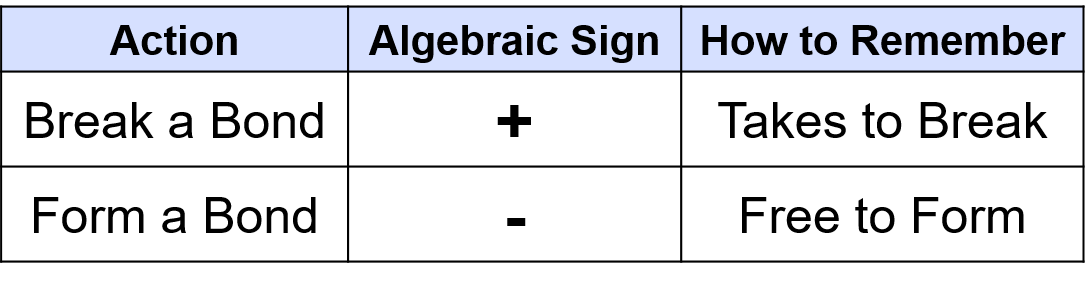 Action Algebraic Sign How to Remember
Break a Bond + Takes to Break
Form a Bond - Free to Form